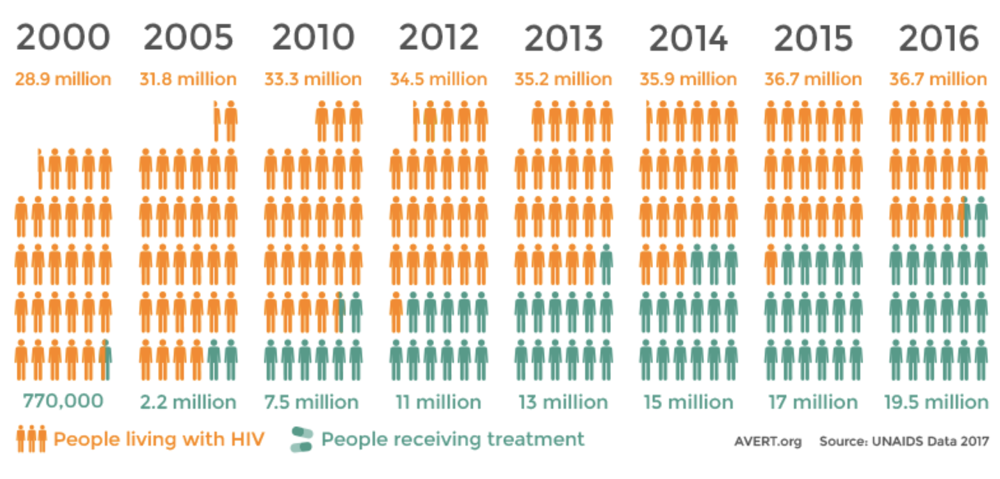 2000 2005 2010 2012 2013 2014 2015 2016
28.9 million 31.8 million 33.3 million 34.5 million 35.2 million 35.9 million 36.7 million 36.7 million
770,000 2.2 million 7.5 million 11 million 13 million 15 million 17 million 19.5 million
People living with HIV People receiving treatment AVERT.org Source: UNAIDS Data 2017